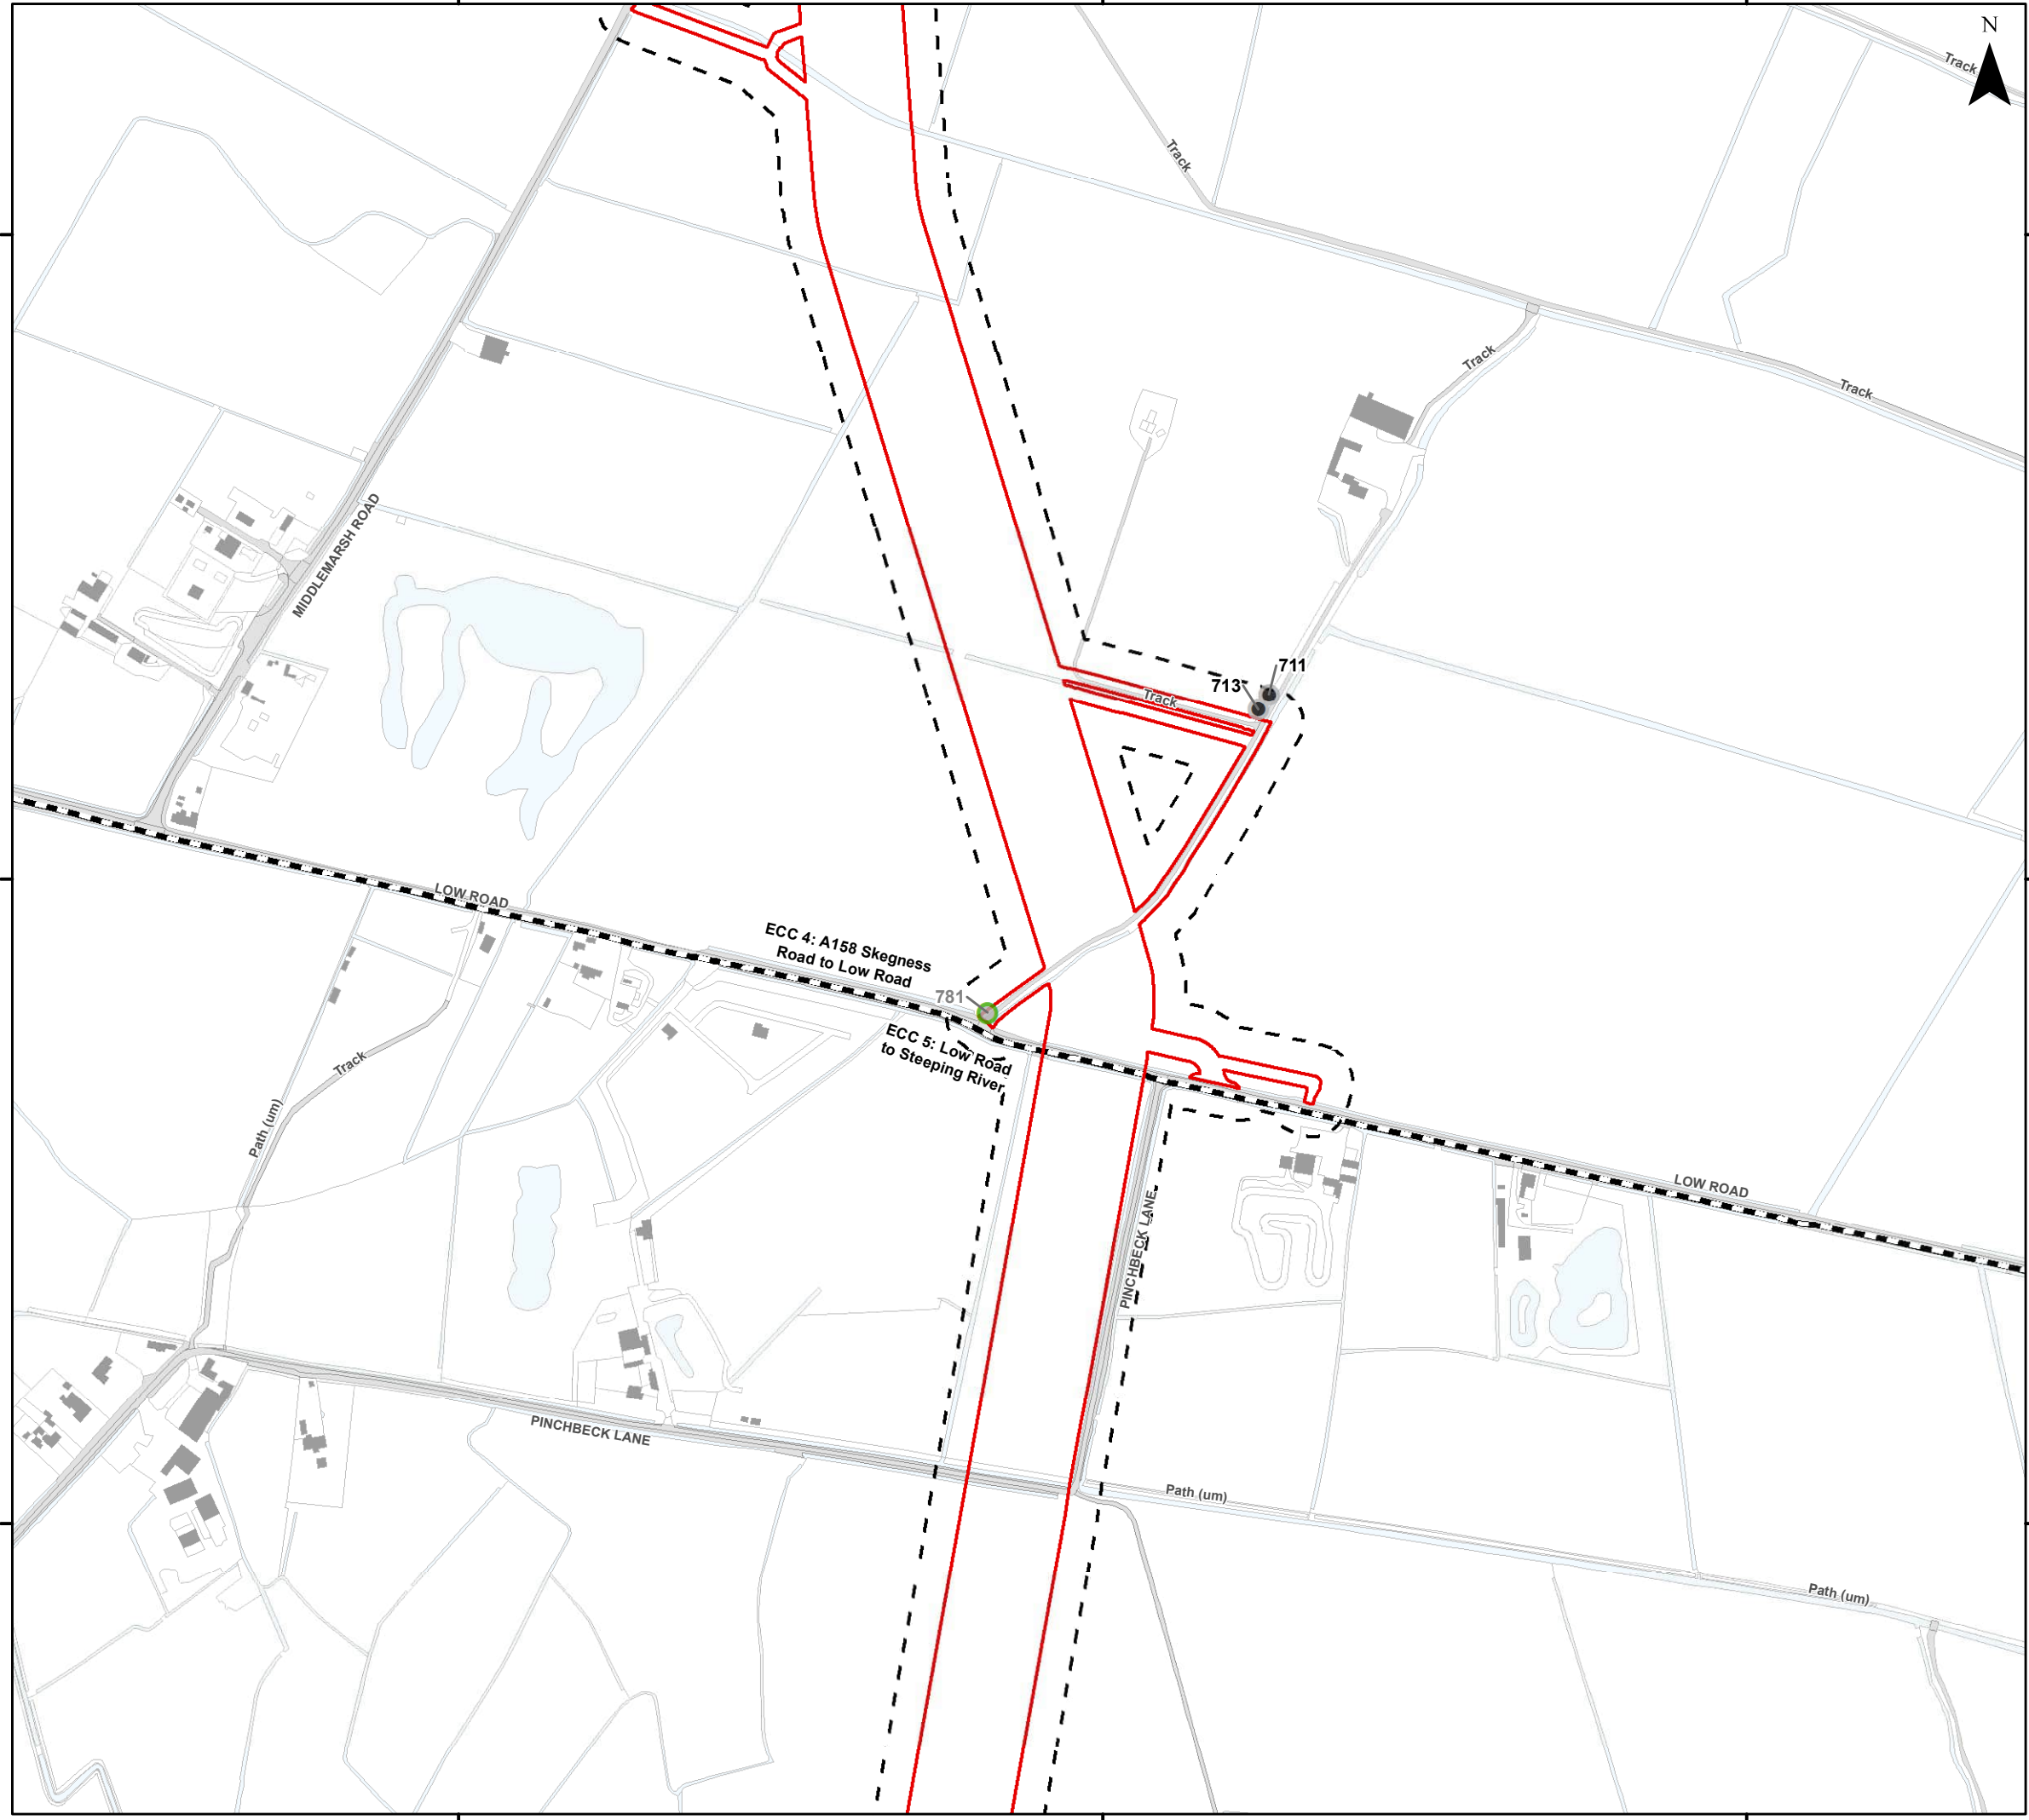 N
Track
Track
Track
Track
MIDDLEMARSH ROAD
711
713
Track
LOW ROAD
ECC 4: A158 Skegness
Road to Low Road
781
ECC 5: Low Road
to Steeping River
Track
Path (um)
LOW ROAD
PINCHBECK LANE
PINCHBECK LANE
Path (um)
Path (um)